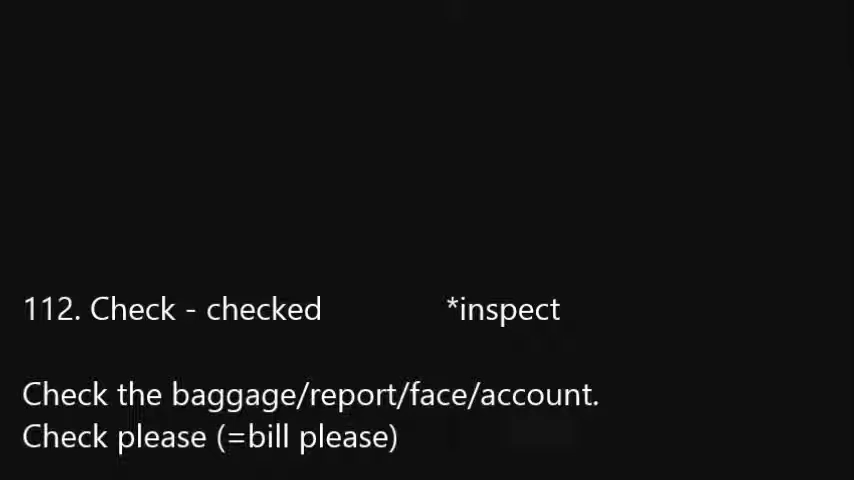 112. Check - checked *inspect
Check the baggage/report/face/account.
Check please (=bill please)